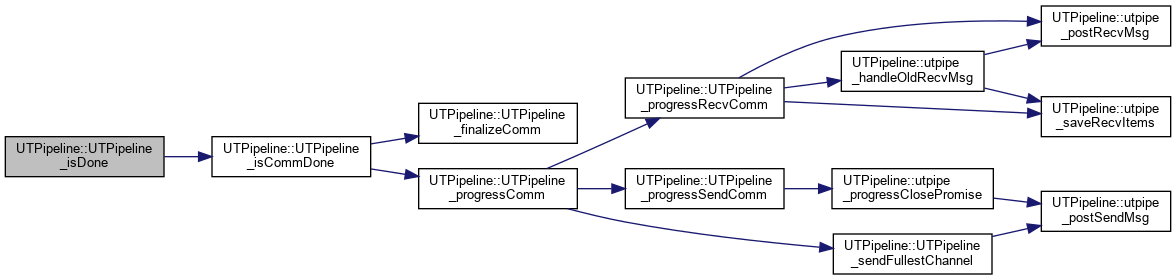 UTPipeline::UTPipeline
_isDone
UTPipeline::UTPipeline
_isCommDone
UTPipeline::UTPipeline
_finalizeComm
UTPipeline::UTPipeline
_progressComm
UTPipeline::UTPipeline
_progressRecvComm
UTPipeline::UTPipeline
_progressSendComm
UTPipeline::utpipe
_handleOldRecvMsg
UTPipeline::utpipe
_progressClosePromise
UTPipeline::UTPipeline
_sendFullestChannel
UTPipeline::utpipe
_postRecvMsg
UTPipeline::utpipe
_saveRecvItems
UTPipeline::utpipe
_postSendMsg